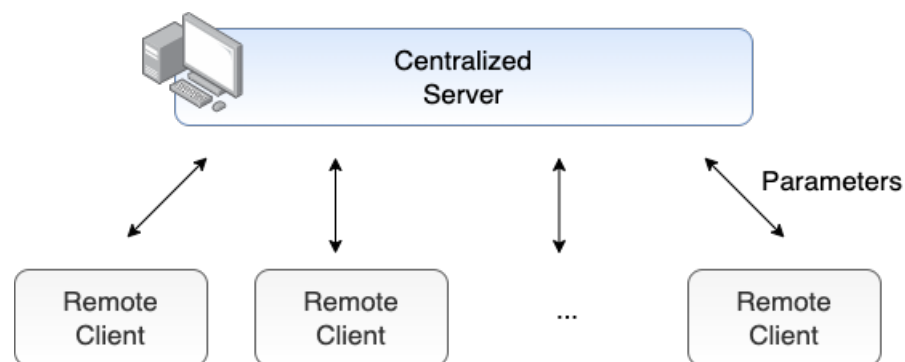 Centralized
Server
Parameters
Remote
Client
Remote
Client
...
Remote
Client